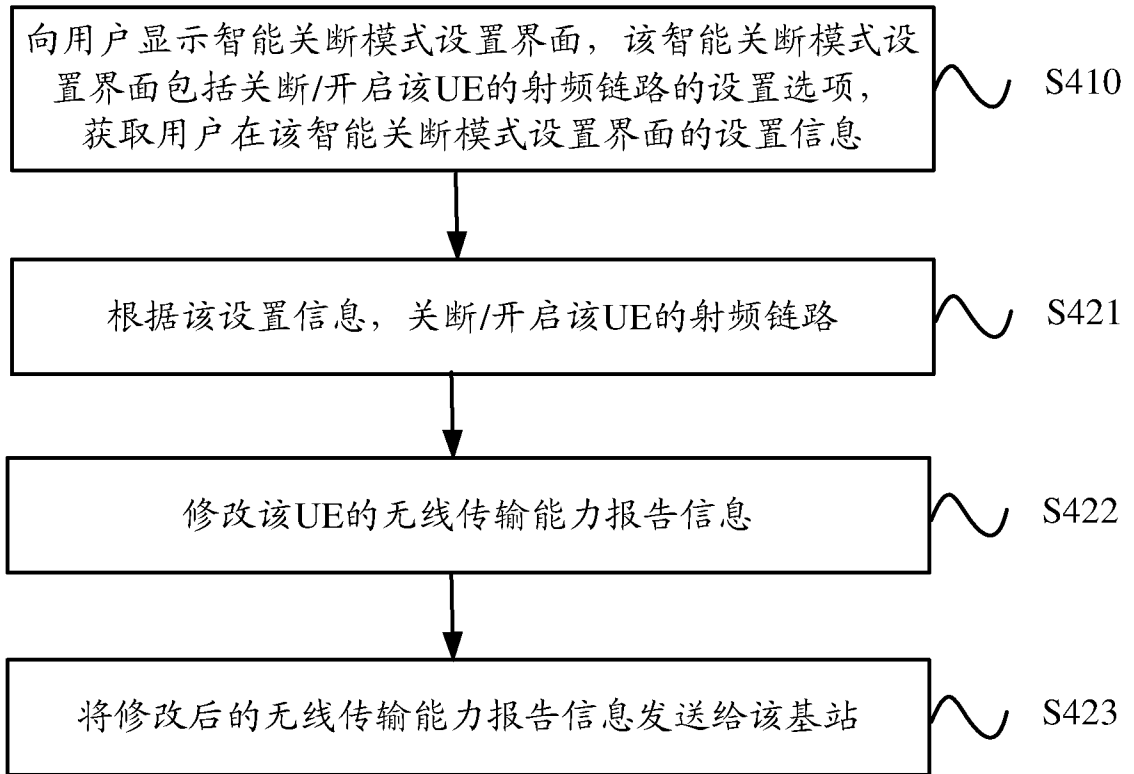 向用户显示智能关断模式设置界面，该智能关断模式设
置界面包括关断/开启该UE的射频链路的设置选项，
获取用户在该智能关断模式设置界面的设置信息
S410
根据该设置信息，关断/开启该UE的射频链路
S421
修改该UE的无线传输能力报告信息
S422
将修改后的无线传输能力报告信息发送给该基站
S423